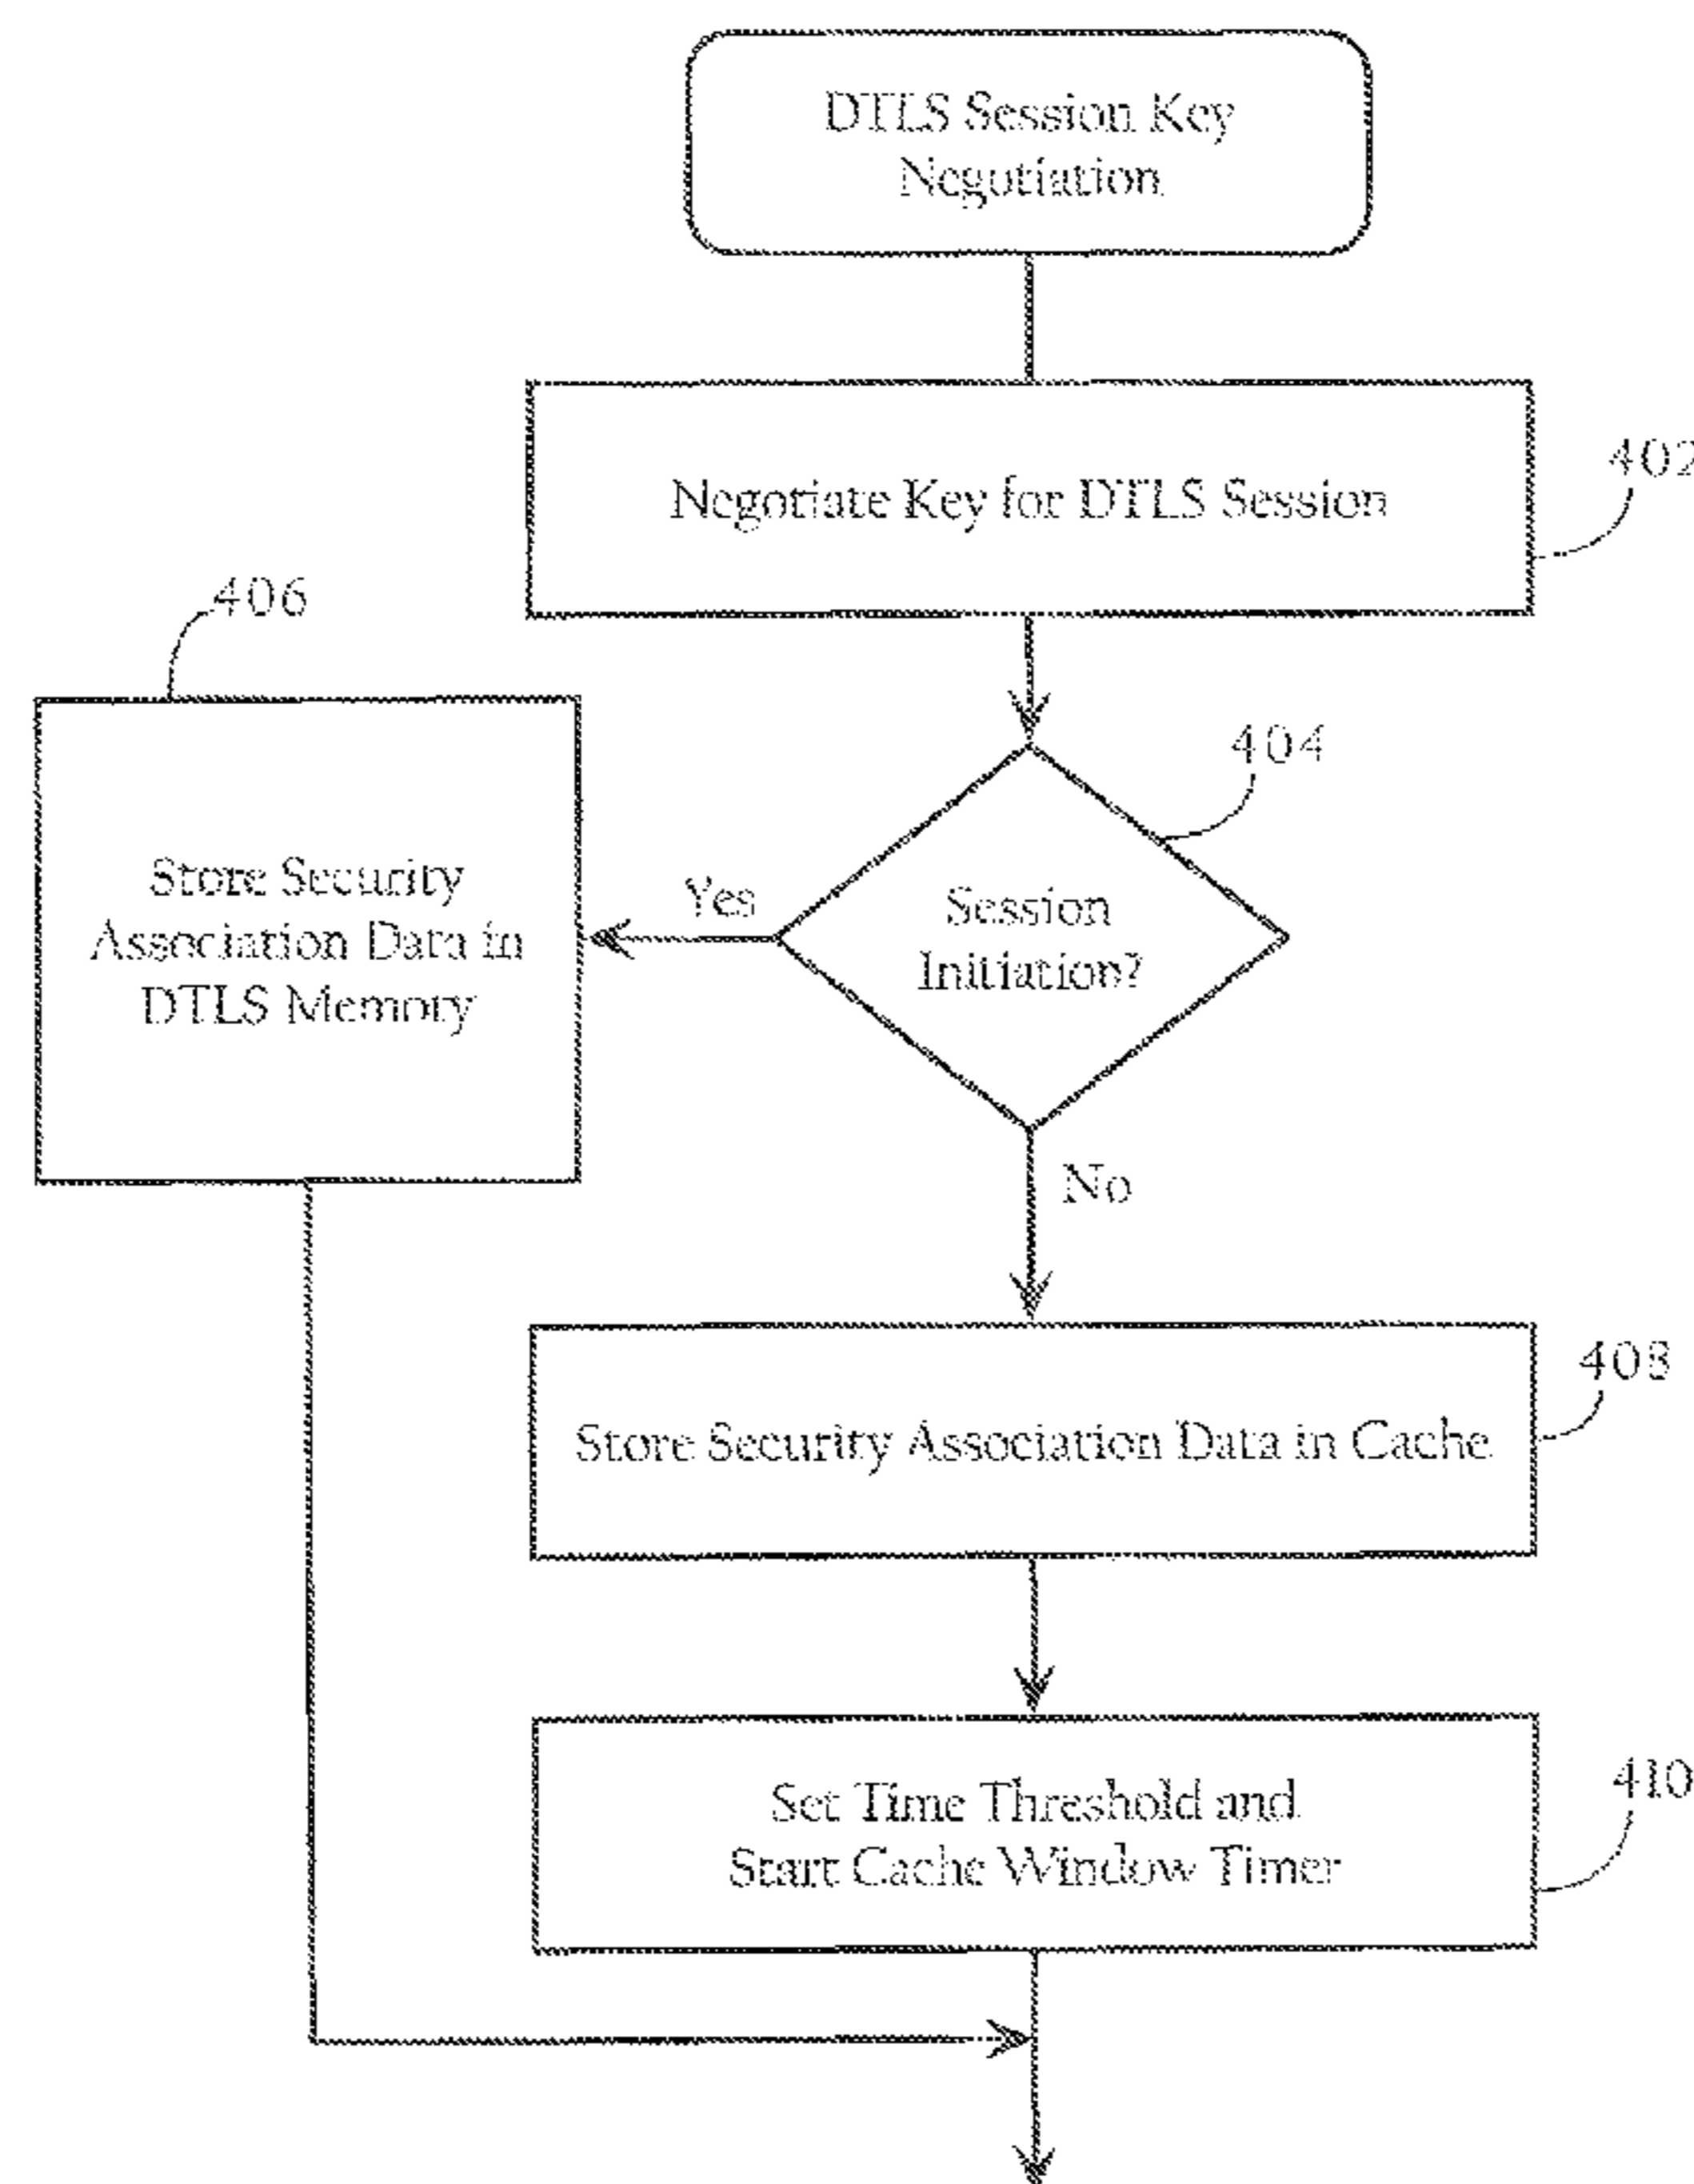 DTLS Session Key
Negotiation
Negotiate Key for DTLS Session
402
406
404
Store Security
Association Data in
DTLS Memory
Yes
Session
Initiation?
No
408
Store Security Association Data in Cache
410
Set Time Threshold and
Start Cache Window Timer